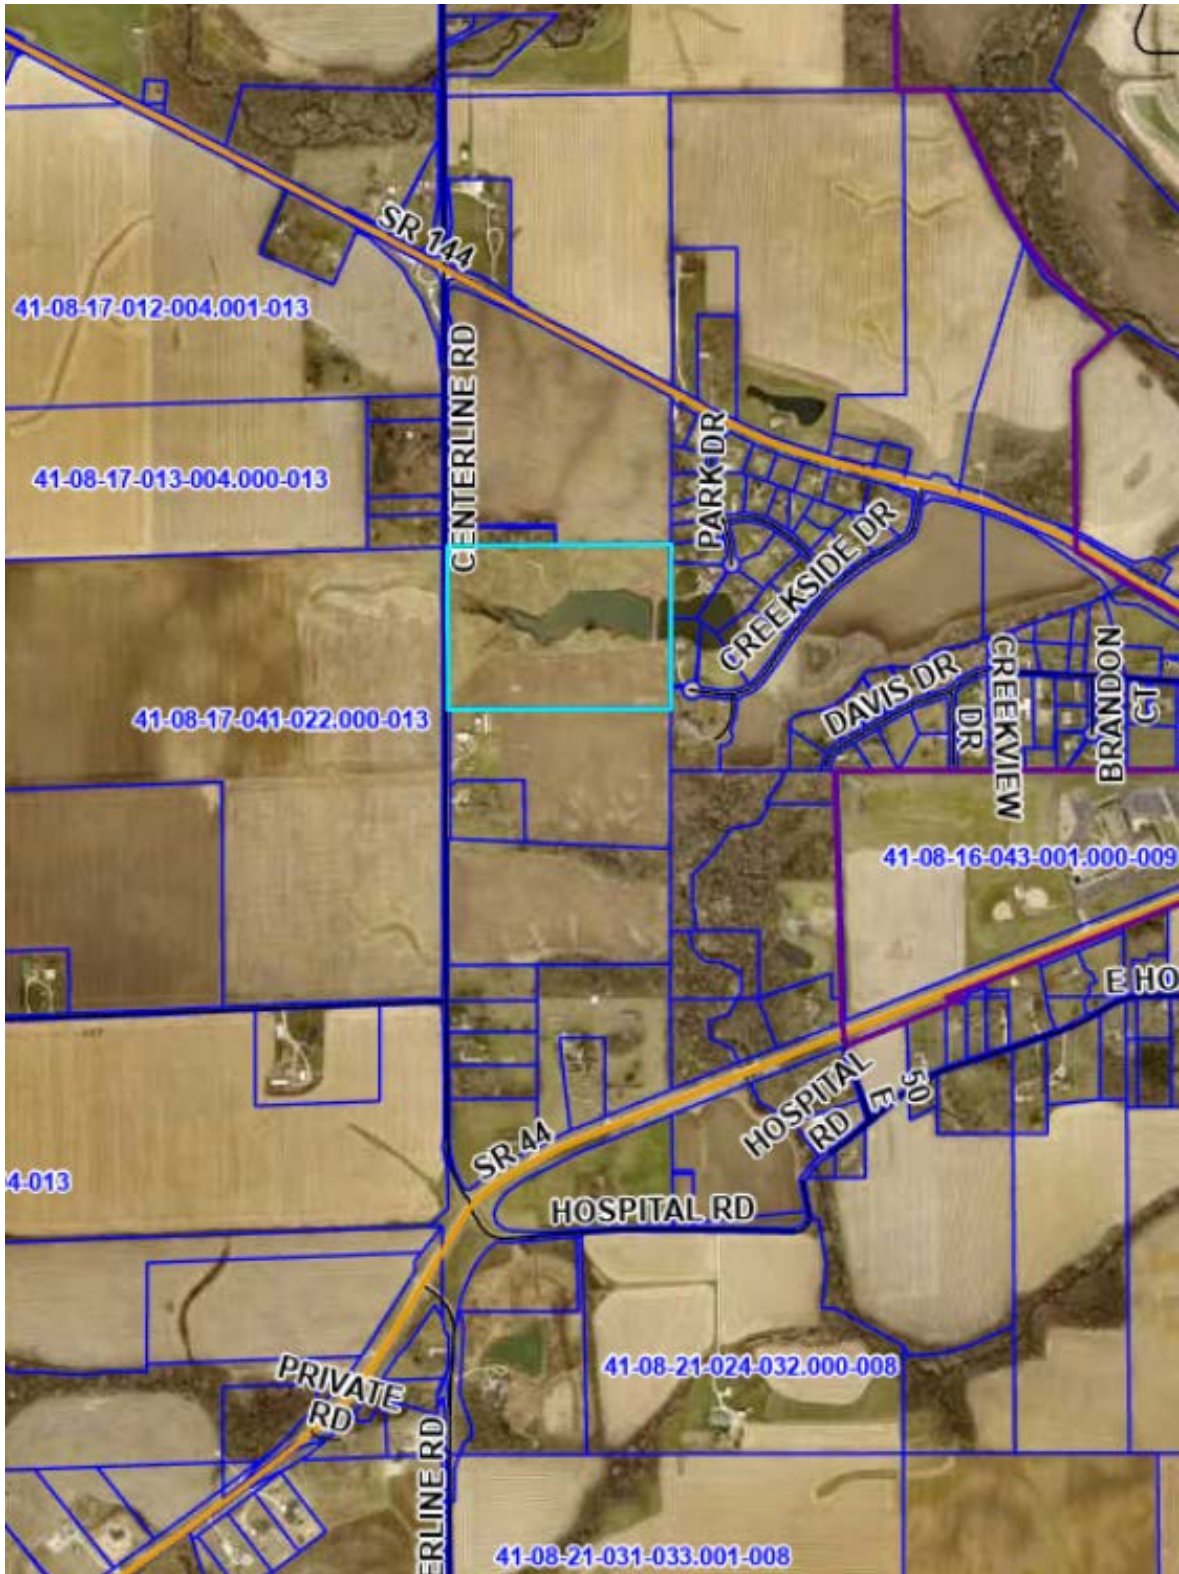 SR 144
41-08-17-012-004.001-013
CENTERLINE RD
PARK DR
41-08-17-013-004.000-013
CREEKSIDE DR
DAVIS DR
CREEKVIEW
DR
BRANDON
CT
41-08-17-041-022.000-013
41-08-16-043-001.000-009
E HO
HOSPITAL
RD
E 50
SR 44
4-013
HOSPITAL RD
PRIVATE
RD
41-08-21-024-032.000-008
ERLINE RD
41-08-21-031-033.001-008